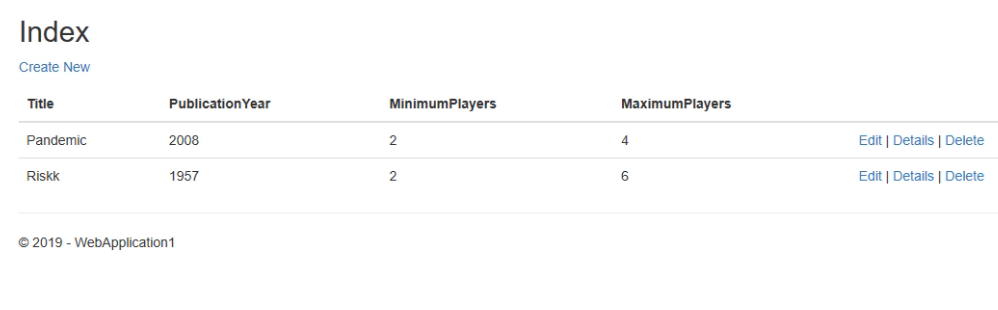 Index
Create New
Title PublicationYear MinimumPlayers MaximumPlayers
Pandemic 2008 2 4 Edit | Details | Delete
Riskk 1957 2 6 Edit | Details | Delete
© 2019 - WebApplication1